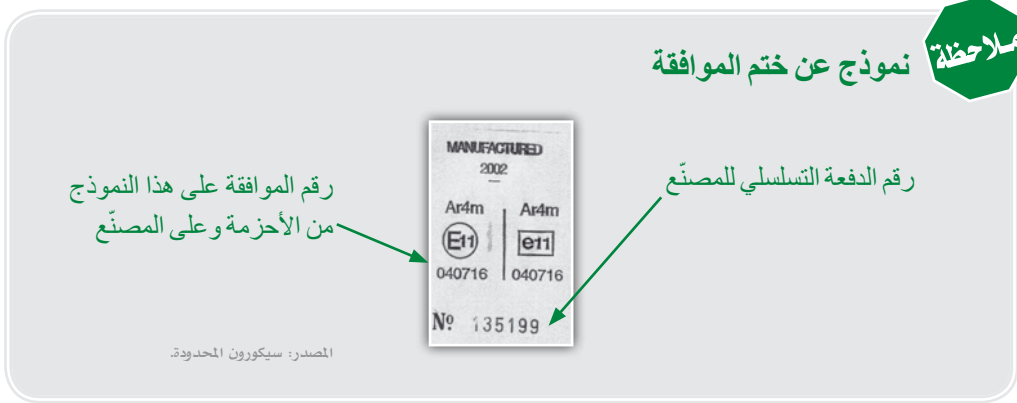 ملاحظة
نموذج عن ختم الموافقة
رقم الدفعة التسلسلي للمصنّع
رقم الموافقة على هذا النموذج
من الأحزمة وعلى المصنّع
MANUFACTURED
2002
Ar4m Ar4m
E11 e11
040716 040716
Nº 135199
المصدر: سيكورون المحدودة.